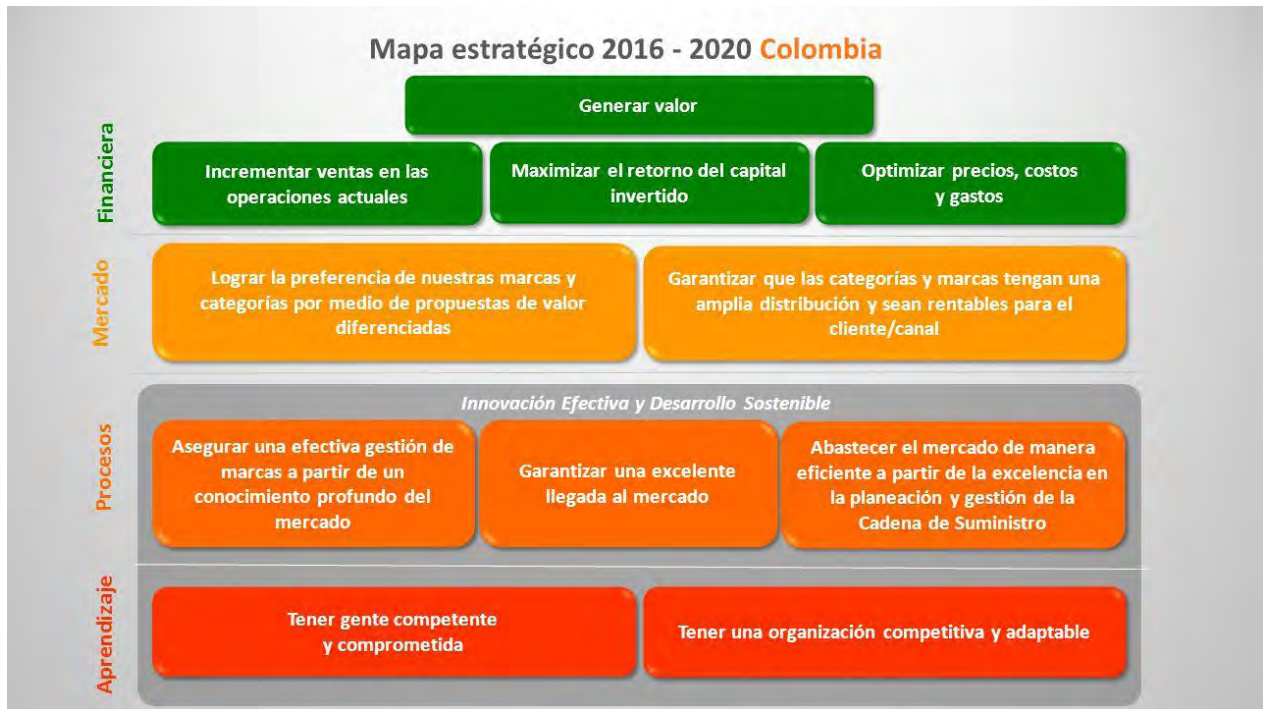 Mapa estratégico 2016 - 2020 Colombia
Financiera
Generar valor
Incrementar ventas en las
operaciones actuales
Maximizar el retorno del capital
invertido
Optimizar precios, costos
y gastos
Mercado
Lograr la preferencia de nuestras marcas y
categorías por medio de propuestas de valor
diferenciadas
Garantizar que las categorías y marcas tengan una
amplia distribución y sean rentables para el
cliente/canal
Innovación Efectiva y Desarrollo Sostenible
Procesos
Asegurar una efectiva gestión de
marcas a partir de un
conocimiento profundo del
mercado
Garantizar una excelente
llegada al mercado
Abastecer el mercado de manera
eficiente a partir de la excelencia en
la planeación y gestión de la
Cadena de Suministro
Aprendizaje
Tener gente competente
y comprometida
Tener una organización competitiva y adaptable